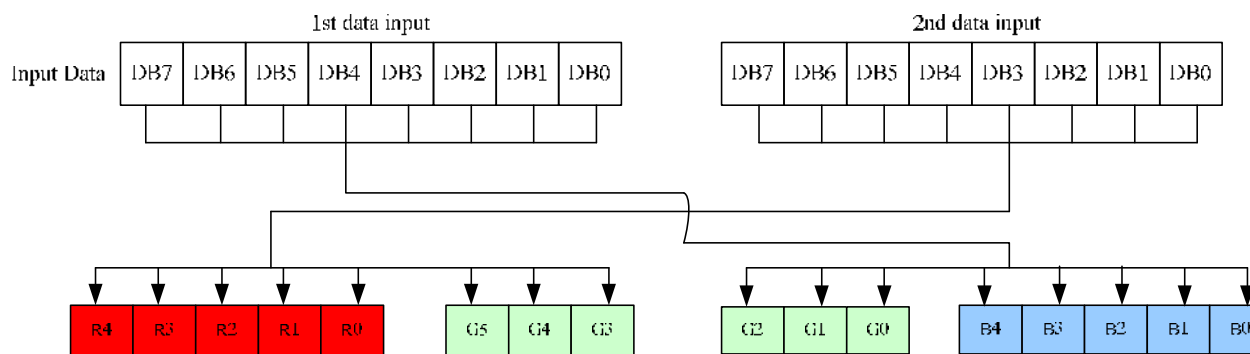 1st data input 2nd data input
Input Data DB7 DB6 DB5 DB4 DB3 DB2 DB1 DB0 DB7 DB6 DB5 DB4 DB3 DB2 DB1 DB0
R4 R3 R2 R1 R0 G5 G4 G3 G2 G1 G0 B4 B3 B2 B1 B0